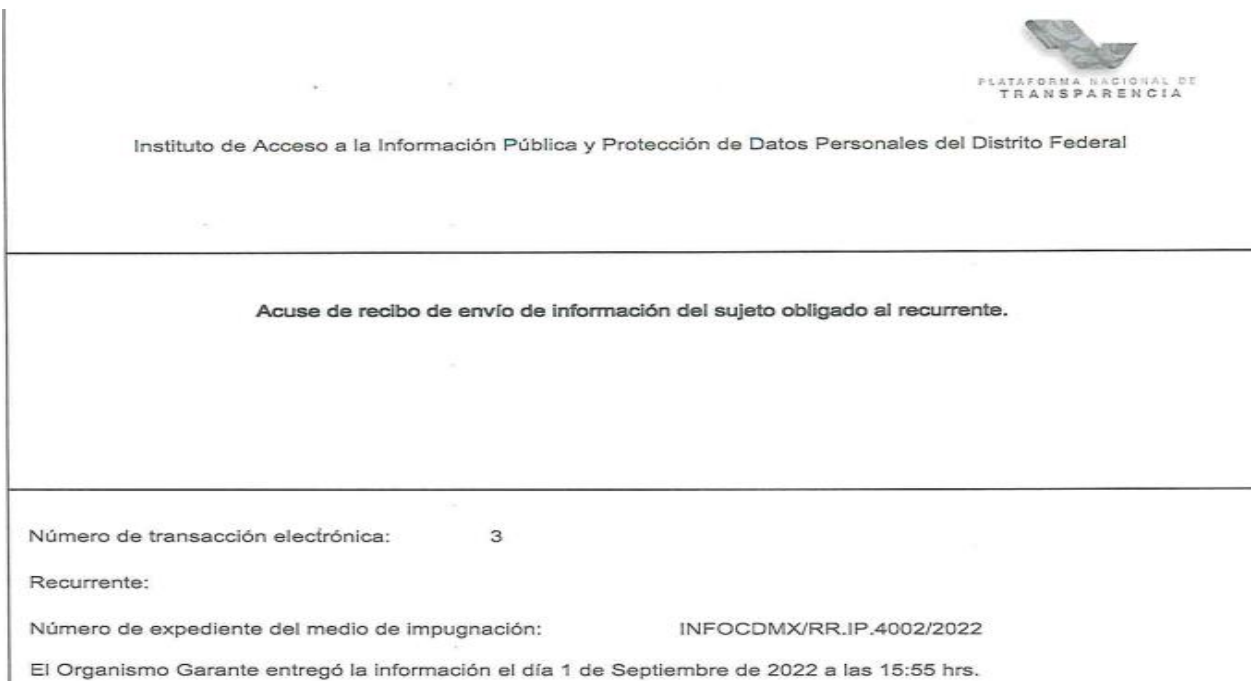 PLATAFORMA NACIONAL DE
TRANSPARENCIA
Instituto de Acceso a la Información Pública y Protección de Datos Personales del Distrito Federal
Acuse de recibo de envío de información del sujeto obligado al recurrente.
Número de transacción electrónica: 3
Recurrente:
Número de expediente del medio de impugnación: INFOCDMX/RR.IP.4002/2022
El Organismo Garante entregó la información el día 1 de Septiembre de 2022 a las 15:55 hrs.